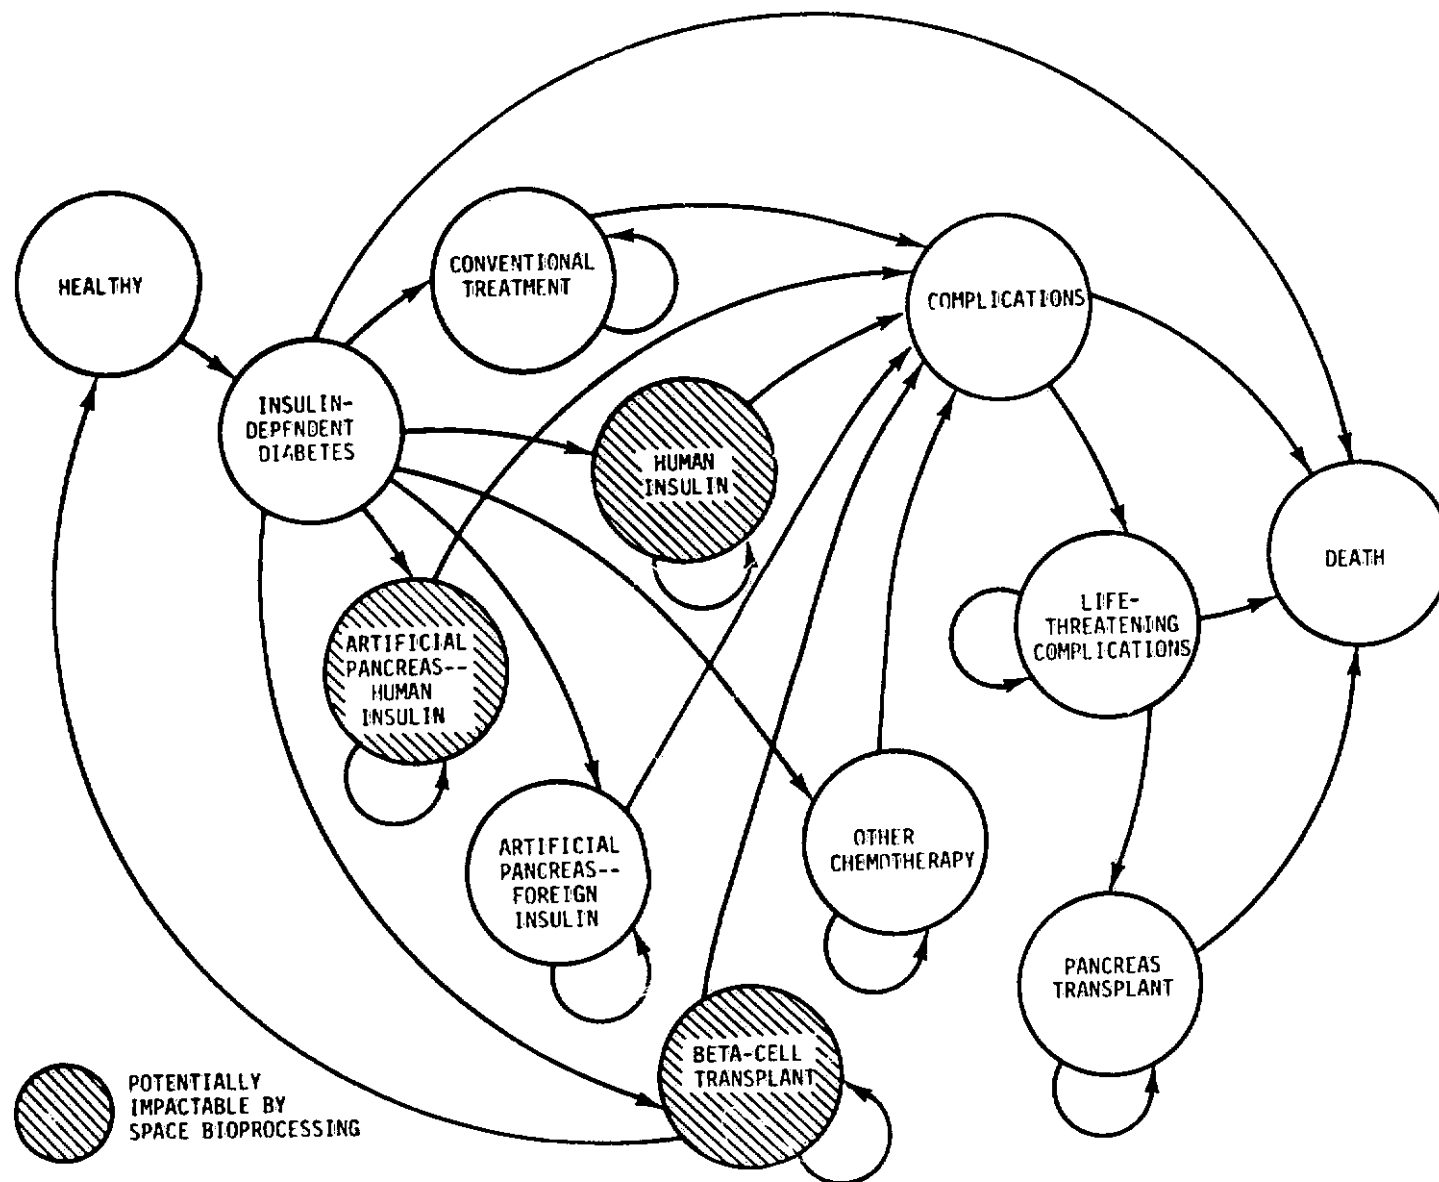 HEALTHY
CONVENTIONAL
TREATMENT
COMPLICATIONS
INSULIN-
DEPENDENT
DIABETES
HUMAN
INSULIN
DEATH
LIFE-
THREATENING
COMPLICATIONS
ARTIFICIAL
PANCREAS--
HUMAN
INSULIN
ARTIFICIAL
PANCREAS--
FOREIGN
INSULIN
OTHER
CHEMOTHERAPY
PANCREAS
TRANSPLANT
BETA-CELL
TRANSPLANT
POTENTIALLY
IMPACTABLE BY
SPACE BIOPROCESSING